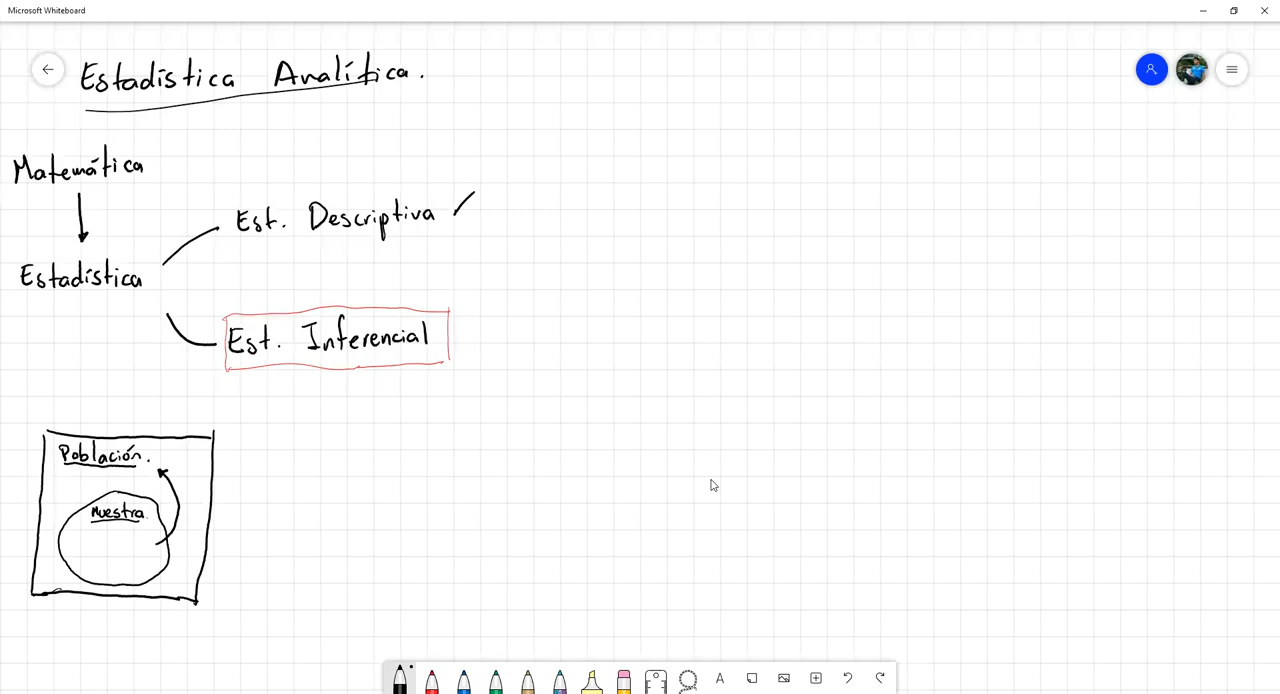 Microsoft Whiteboard
Estadística Analítica.
Matemática
Est. Descriptiva
Estadística
Est. Inferencial
Población.
Muestra